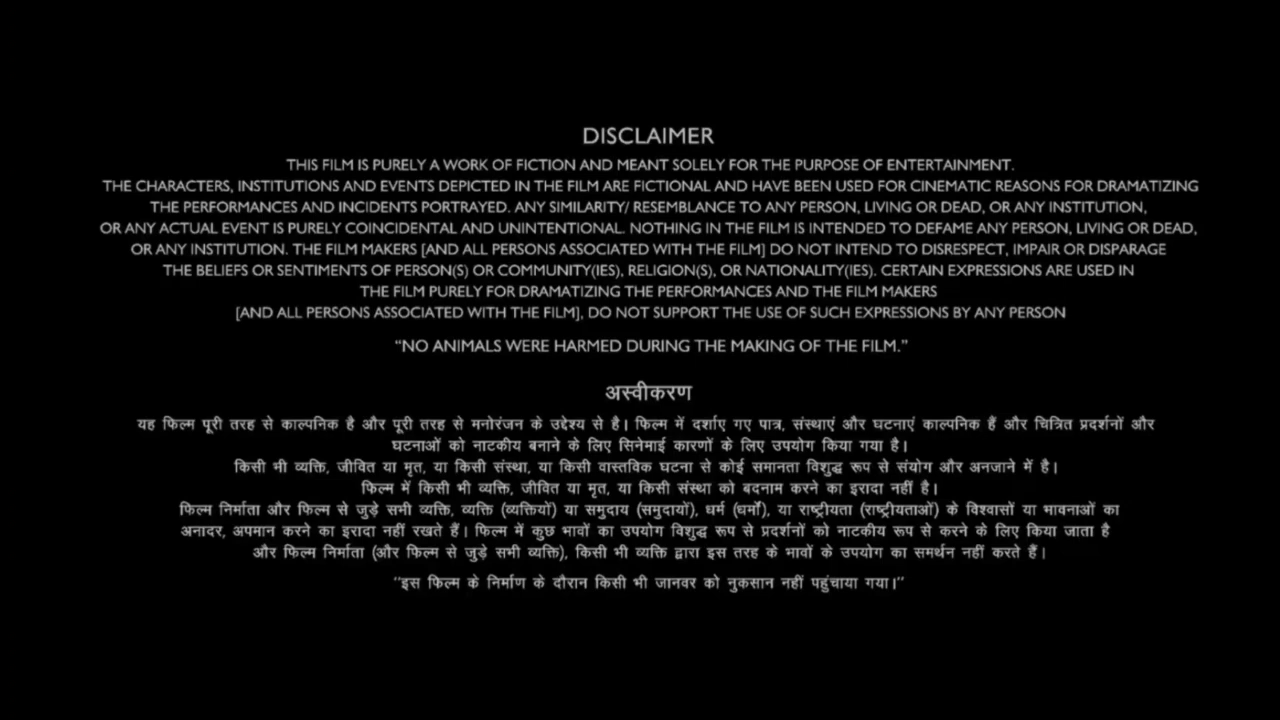 DISCLAIMER
THIS FILM IS PURELY A WORK OF FICTION AND MEANT SOLELY FOR THE PURPOSE OF ENTERTAINMENT.
THE CHARACTERS, INSTITUTIONS AND EVENTS DEPICTED IN THE FILM ARE FICTIONAL AND HAVE BEEN USED FOR CINEMATIC REASONS FOR DRAMATIZING
THE PERFORMANCES AND INCIDENTS PORTRAYED. ANY SIMILARITY/ RESEMBLANCE TO ANY PERSON, LIVING OR DEAD, OR ANY INSTITUTION,
OR ANY ACTUAL EVENT IS PURELY COINCIDENTAL AND UNINTENTIONAL. NOTHING IN THE FILM IS INTENDED TO DEFAME ANY PERSON, LIVING OR DEAD,
OR ANY INSTITUTION. THE FILM MAKERS [AND ALL PERSONS ASSOCIATED WITH THE FILM] DO NOT INTEND TO DISRESPECT, IMPAIR OR DISPARAGE
THE BELIEFS OR SENTIMENTS OF PERSON(S) OR COMMUNITY(IES), RELIGION(S), OR NATIONALITY(IES). CERTAIN EXPRESSIONS ARE USED IN
THE FILM PURELY FOR DRAMATIZING THE PERFORMANCES AND THE FILM MAKERS
[AND ALL PERSONS ASSOCIATED WITH THE FILM], DO NOT SUPPORT THE USE OF SUCH EXPRESSIONS BY ANY PERSON
“NO ANIMALS WERE HARMED DURING THE MAKING OF THE FILM.”
अस्वीकरण
यह फिल्म पूरी तरह से काल्पनिक है और पूरी तरह से मनोरंजन के उद्देश्य से है। फिल्म में दर्शाए गए पात्र, संस्थाएं और घटनाएं काल्पनिक हैं और चित्रित प्रदर्शनों और
घटनाओं को नाटकीय बनाने के लिए सिनेमाई कारणों के लिए उपयोग किया गया है।
किसी भी व्यक्ति, जीवित या मृत, या किसी संस्था, या किसी वास्तविक घटना से कोई समानता विशुद्ध रूप से संयोग और अनजाने में है।
फिल्म में किसी भी व्यक्ति, जीवित या मृत, या किसी संस्था को बदनाम करने का इरादा नहीं है।
फिल्म निर्माता और फिल्म से जुड़े सभी व्यक्ति, व्यक्ति (व्यक्तियों) या समुदाय (समुदायों), धर्म (धर्मों), या राष्ट्रीयता (राष्ट्रीयताओं) के विश्वासों या भावनाओं का
अनादर, अपमान करने का इरादा नहीं रखते हैं। फिल्म में कुछ भावों का उपयोग विशुद्ध रूप से प्रदर्शनों को नाटकीय रूप से करने के लिए किया जाता है
और फिल्म निर्माता (और फिल्म से जुड़े सभी व्यक्ति), किसी भी व्यक्ति द्वारा इस तरह के भावों के उपयोग का समर्थन नहीं करते हैं।
“इस फिल्म के निर्माण के दौरान किसी भी जानवर को नुकसान नहीं पहुंचाया गया।”